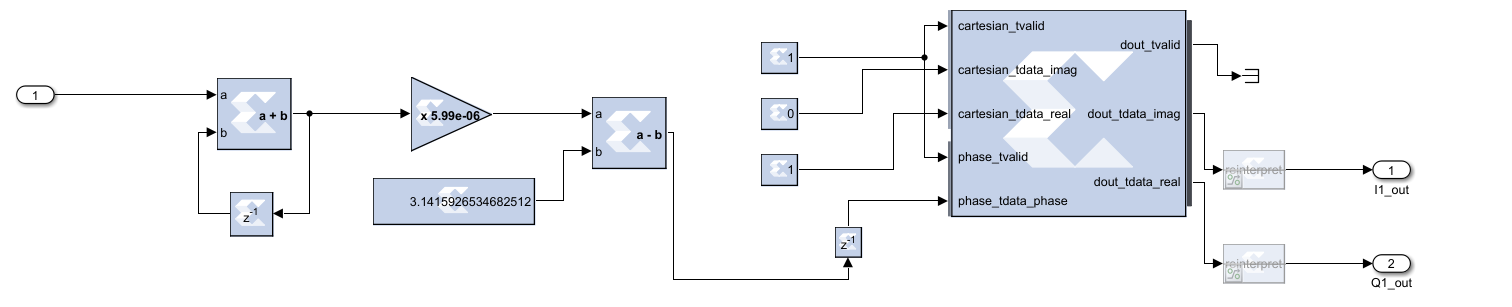 1
a
b
a + b
z-1
x 5.99e-06
3.1415926534682512
a
b
a - b
z-1
1
0
1
cartesian_tvalid
cartesian_tdata_imag
cartesian_tdata_real
phase_tvalid
phase_tdata_phase
dout_tvalid
dout_tdata_imag
dout_tdata_real
reinterpret
1
I1_out
reinterpret
2
Q1_out